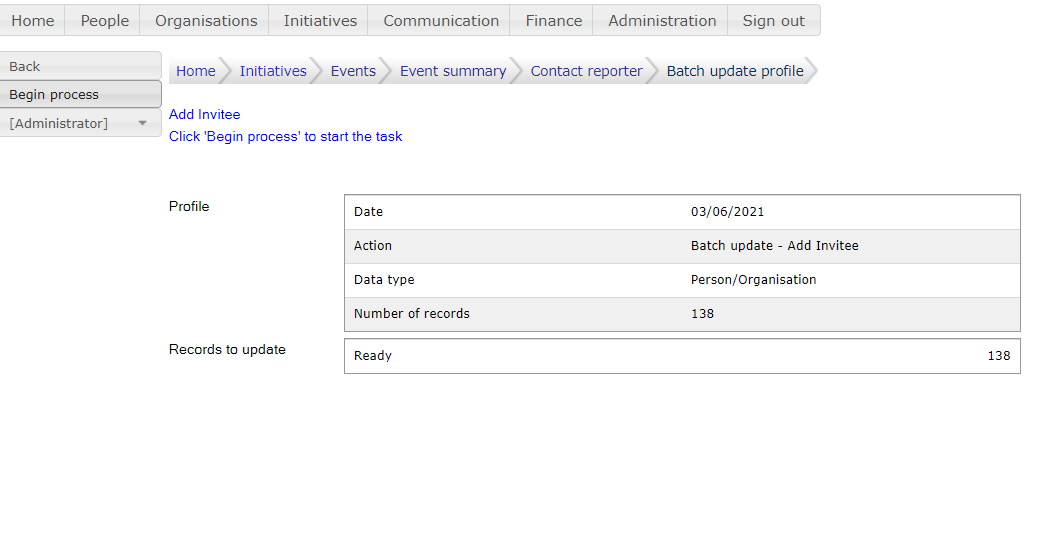 Home People Organisations Initiatives Communication Finance Administration Sign out
Back
Begin process
[Administrator]
Home Initiatives Events Event summary Contact reporter Batch update profile
Add Invitee
Click 'Begin process' to start the task
Profile
Date 03/06/2021
Action Batch update - Add Invitee
Data type Person/Organisation
Number of records 138
Records to update
Ready 138